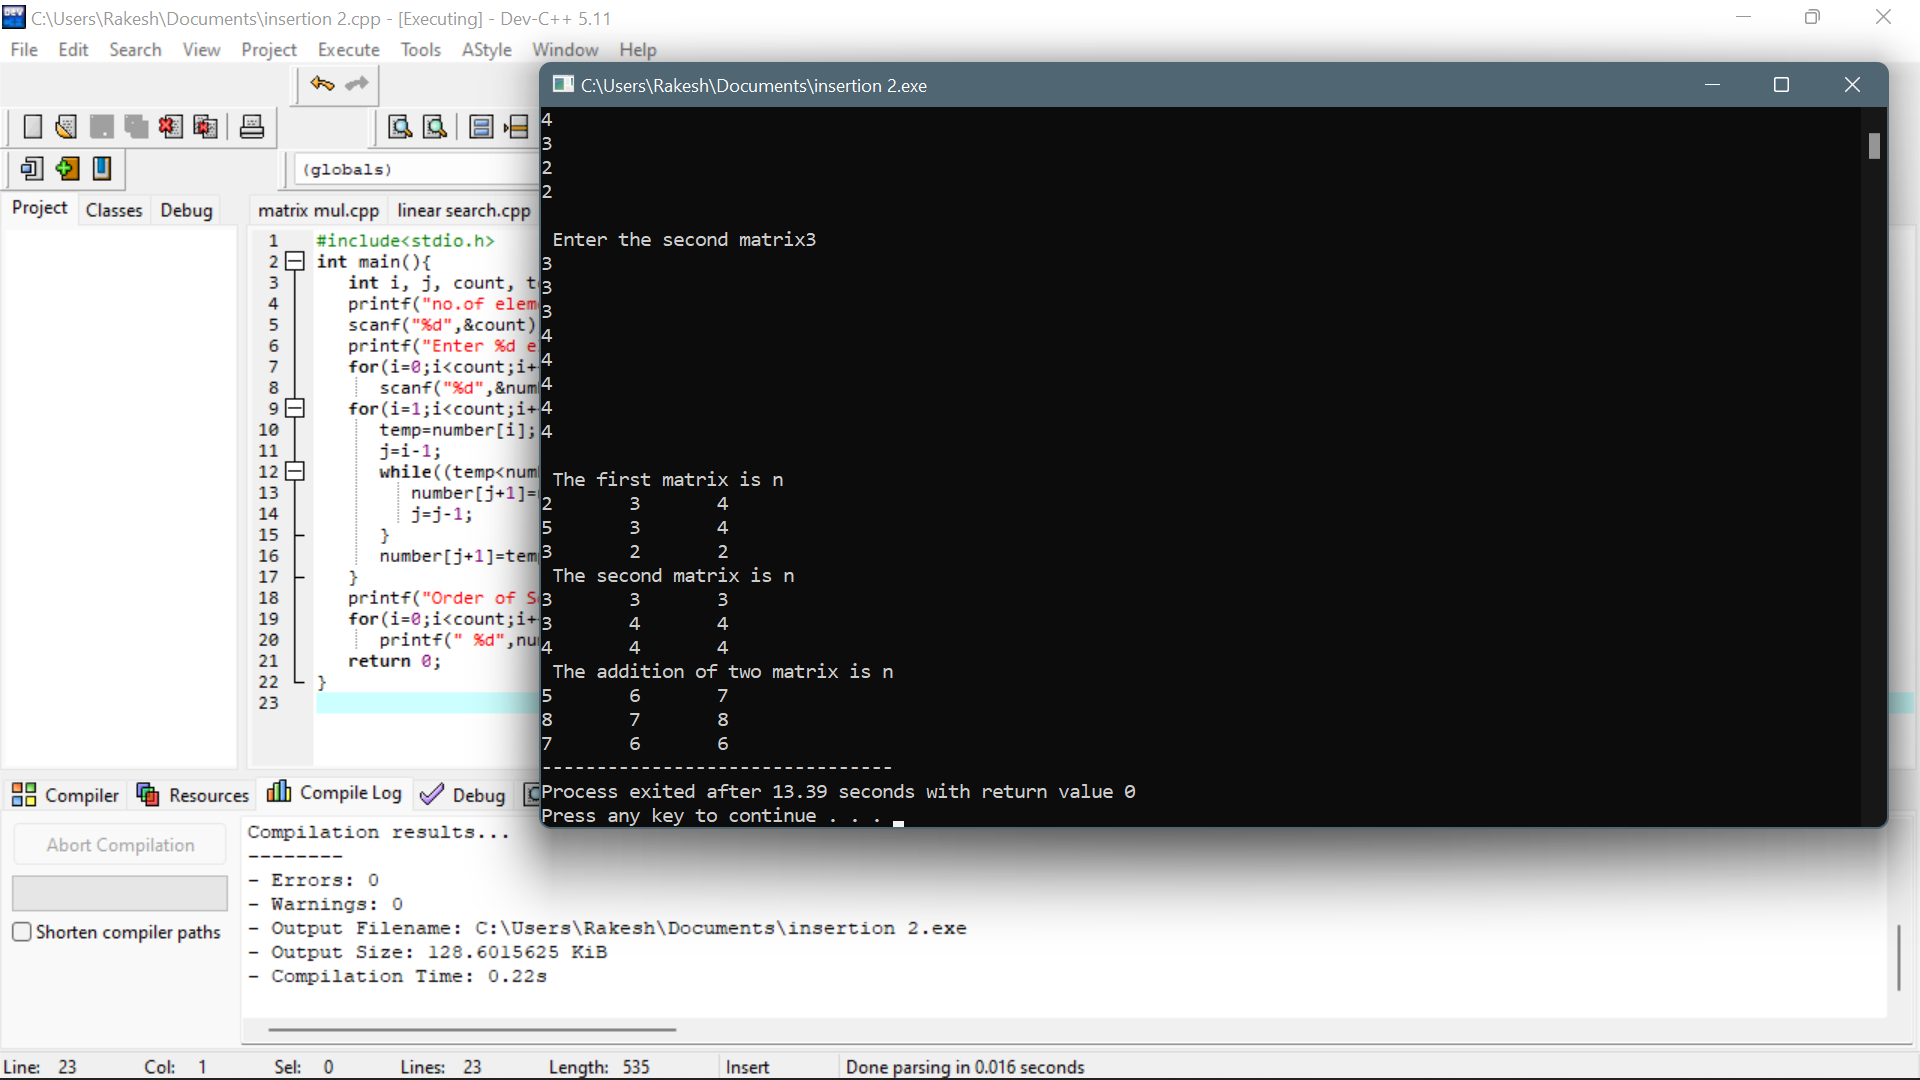 C:\Users\Rakesh\Documents\insertion 2.cpp - [Executing] - Dev-C++ 5.11
File Edit Search View Project Execute Tools AStyle Window Help
(globals)
Project Classes Debug
matrix mul.cpp linear search.cpp
1 #include<stdio.h>
2 int main(){
3 int i, j, count,
4 printf("no.of elem
5 scanf("%d",&count)
6 printf("Enter %d e
7 for(i=0;i<count;i+
8 scanf("%d",&num
9 for(i=1;i<count;i+
10 temp=number[i];
11 j=i-1;
12 while((temp<num
13 number[j+1]=
14 j=j-1;
15 }
16 number[j+1]=tem
17 }
18 printf("Order of S
19 for(i=0;i<count;i+
20 printf(" %d",nu
21 return 0;
22 }
23
C:\Users\Rakesh\Documents\insertion 2.exe
4
3
2
2
Enter the second matrix3
3
3
3
4
4
4
4
4
The first matrix is n
2 3 4
5 3 4
3 2 2
The second matrix is n
3 3 3
3 4 4
4 4 4
The addition of two matrix is n
5 6 7
8 7 8
7 6 6
--------------------------------
Process exited after 13.39 seconds with return value 0
Press any key to continue . . .
Compiler Resources Compile Log Debug
Abort Compilation
Shorten compiler paths
Compilation results...
--------
- Errors: 0
- Warnings: 0
- Output Filename: C:\Users\Rakesh\Documents\insertion 2.exe
- Output Size: 128.6015625 KiB
- Compilation Time: 0.22s
Line: 23 Col: 1 Sel: 0 Lines: 23 Length: 535 Insert Done parsing in 0.016 seconds